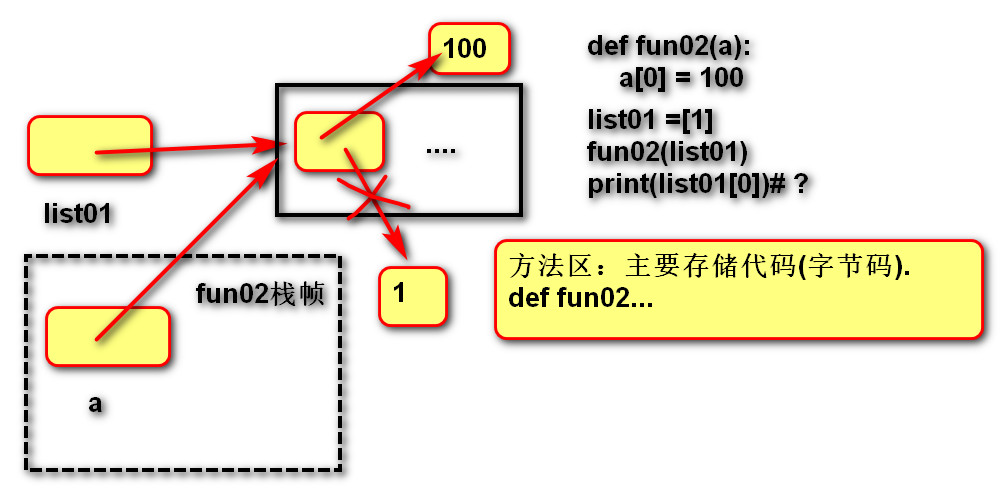 100
def fun02(a):
a[0] = 100
list01 =[1]
fun02(list01)
print(list01[0])# ?
....
list01
fun02栈帧
1
方法区：主要存储代码(字节码).
def fun02...
a